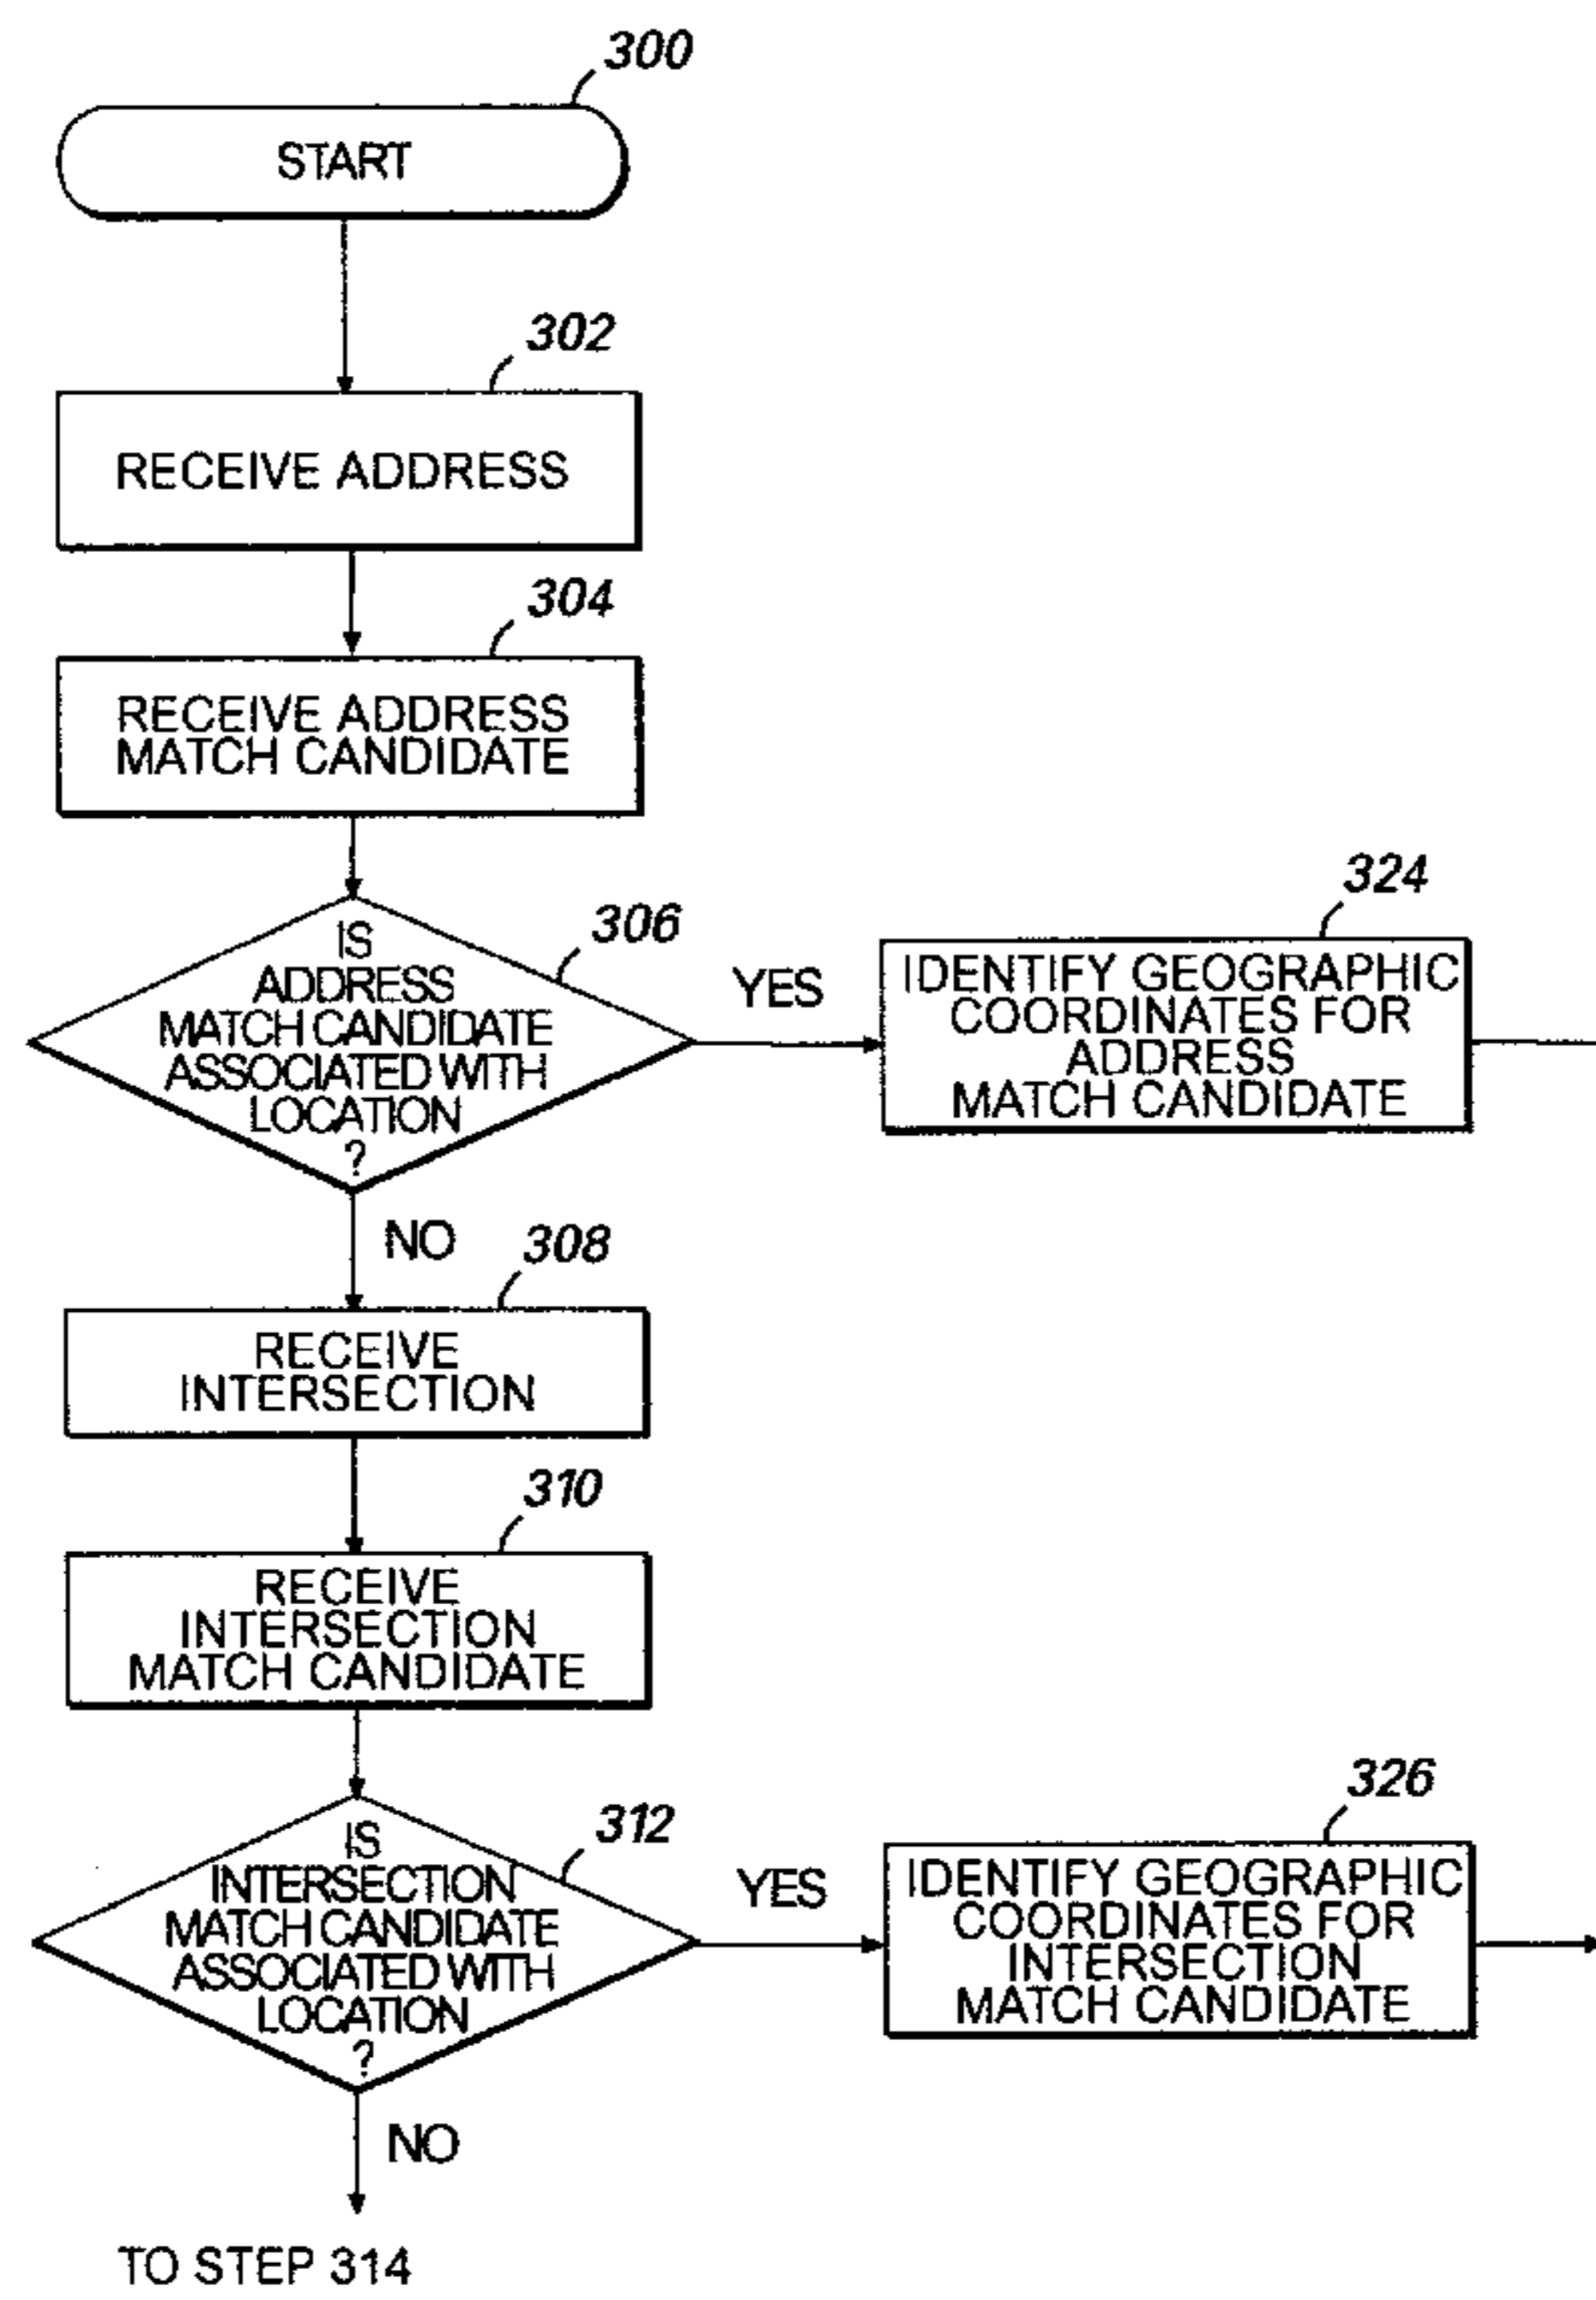 300
START
302
RECEIVE ADDRESS
304
RECEIVE ADDRESS
MATCH CANDIDATE
306
IS
ADDRESS
MATCH CANDIDATE
ASSOCIATED WITH
LOCATION
?
YES
324
IDENTIFY GEOGRAPHIC
COORDINATES FOR
ADDRESS
MATCH CANDIDATE
NO
308
RECEIVE
INTERSECTION
310
RECEIVE
INTERSECTION
MATCH CANDIDATE
312
IS
INTERSECTION
MATCH CANDIDATE
ASSOCIATED WITH
LOCATION
?
YES
326
IDENTIFY GEOGRAPHIC
COORDINATES FOR
INTERSECTION
MATCH CANDIDATE
NO
TO STEP 314